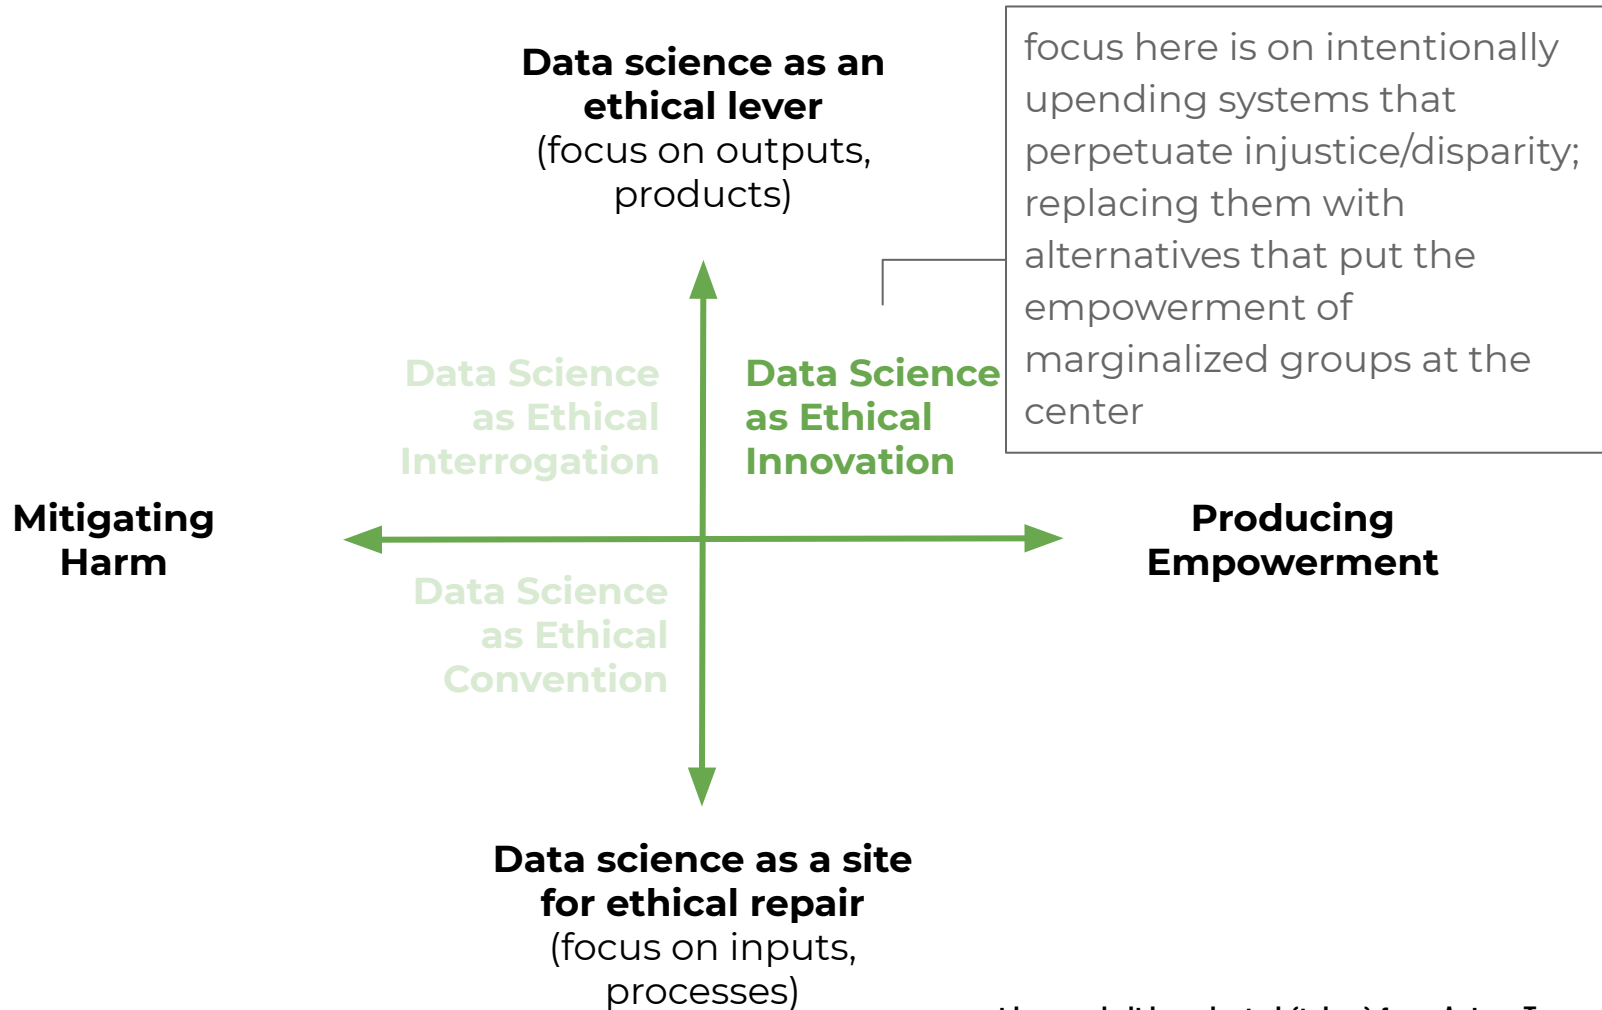 Data science as an
ethical lever
(focus on outputs,
products)
focus here is on intentionally
upending systems that
perpetuate injustice/disparity;
replacing them with
alternatives that put the
empowerment of
marginalized groups at the
center
Data Science
as Ethical
Interrogation
Data Science
as Ethical
Innovation
Mitigating
Harm
Producing
Empowerment
Data Science
as Ethical
Convention
Data science as a site
for ethical repair
(focus on inputs,
processes)